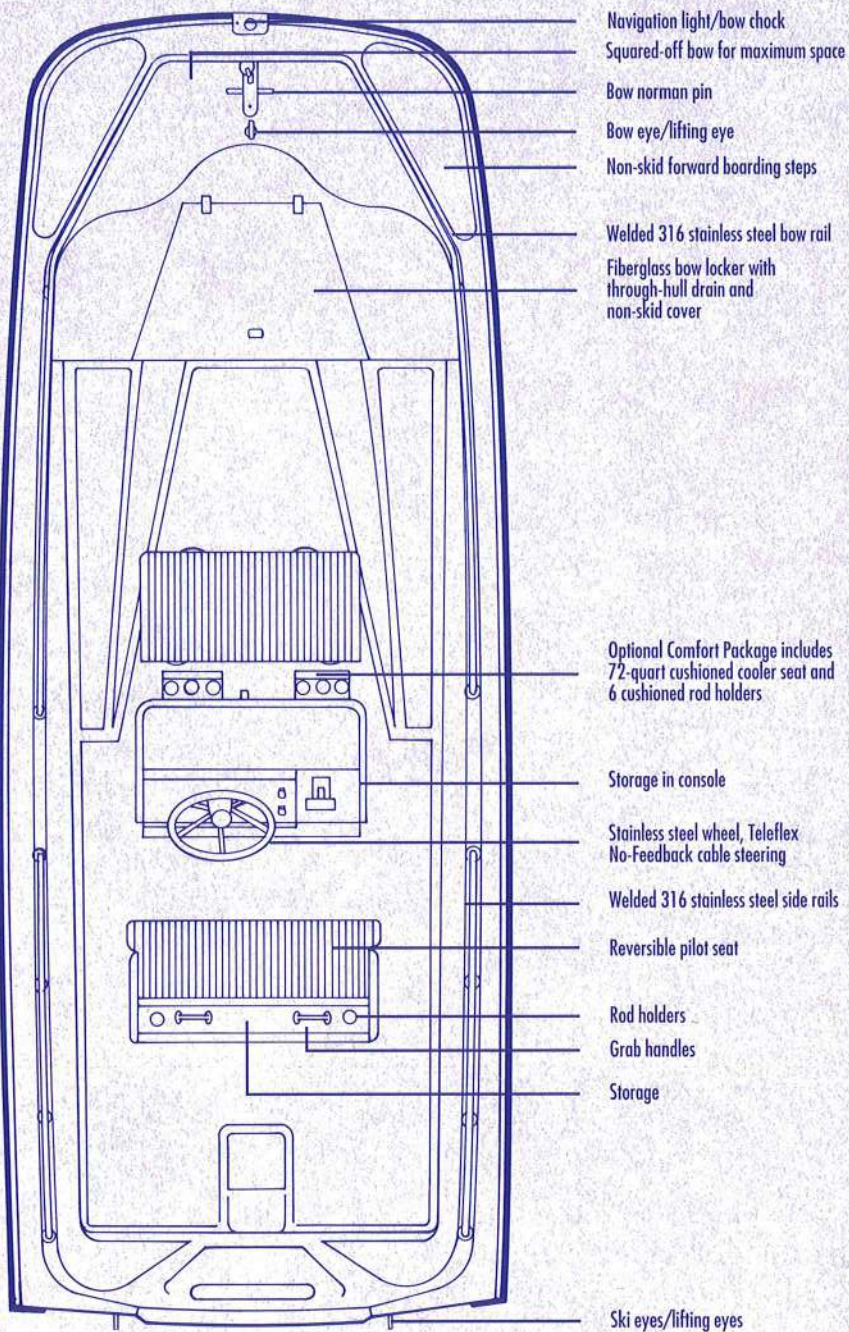 Navigation light/bow chock
Squared-off bow for maximum space
Bow norman pin
Bow eye/lifting eye
Non-skid forward boarding steps
Welded 316 stainless steel bow rail
Fiberglass bow locker with
through-hull drain and
non-skid cover
Optional Comfort Package includes
72-quart cushioned cooler seat and
6 cushioned rod holders
Storage in console
Stainless steel wheel, Teleflex
No-Feedback cable steering
Welded 316 stainless steel side rails
Reversible pilot seat
Rod holders
Grab handles
Storage
Ski eyes/lifting eyes